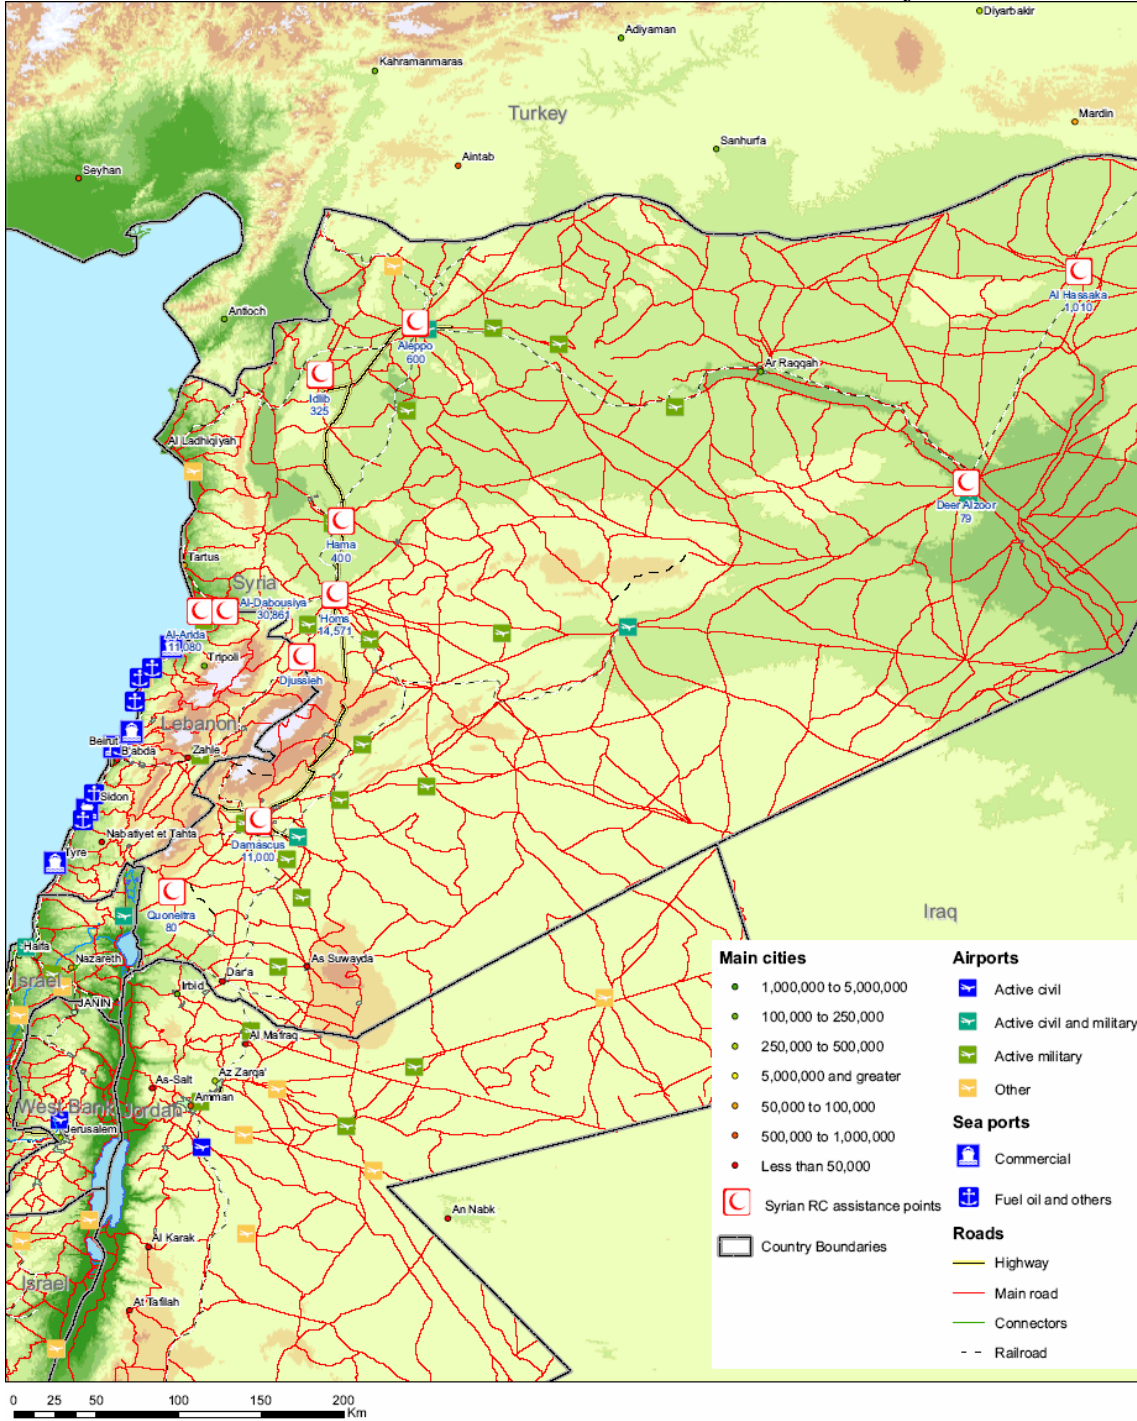 Diyarbakir
Adiyaman
Kahramanmaras
Turkey
Mardin
Sanhurfa
Aintab
Seyhan
Al Hassaka
1,010
Antioch
Aleppo
600
Ar Raqqah
Idlib
325
Al Ladhiqiyah
Deer Alzoor
79
Hama
400
Tartus
Syria
Al-Dabousiya
30,861
Homs
14,571
Al-Arida
11,080
Tripoli
Djussieh
Lebanon
Beirut
B'abda
Zahle
Sidon
Nabatiyet et Tahta
Damascus
11,000
Tyre
Quoneitra
80
Iraq
Haifa
Nazareth
As Suwayda
Dar'a
Israel
Irbid
JANIN
Al Mafraq
As-Salt
Az Zarqa'
Amman
West Bank
Jordan
Jerusalem
An Nabk
Al Karak
Israel
At Tafilah
Main cities
1,000,000 to 5,000,000
100,000 to 250,000
250,000 to 500,000
5,000,000 and greater
50,000 to 100,000
500,000 to 1,000,000
Less than 50,000
Syrian RC assistance points
Country Boundaries
Airports
Active civil
Active civil and military
Active military
Other
Sea ports
Commercial
Fuel oil and others
Roads
Highway
Main road
Connectors
Railroad
0 25 50 100 150 200
Km